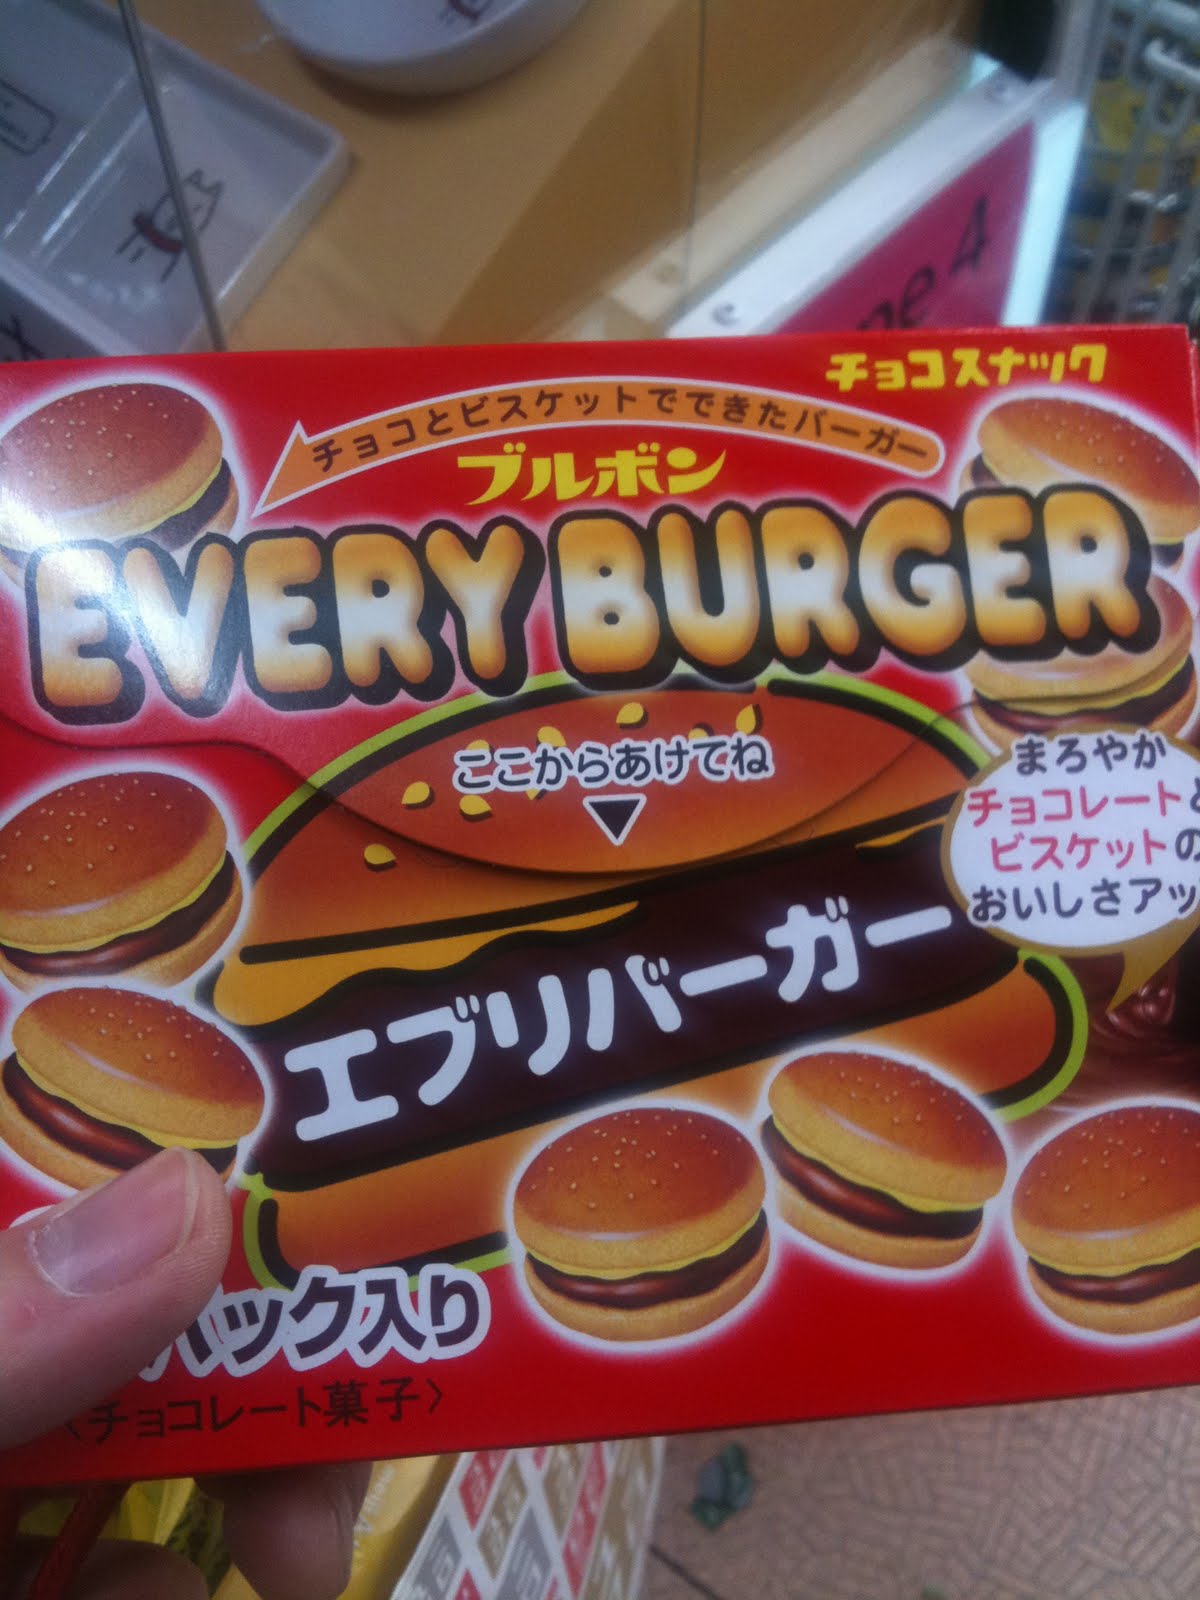 ne 4
チョコスナック
チョコとビスケットでできたバーガー
ブルボン
EVERY BURGER
ここからあけてね
まろやか
チョコレートと
ビスケットの
おいしさアッ
エブリバーガー
パック入り
〈チョコレート菓子〉